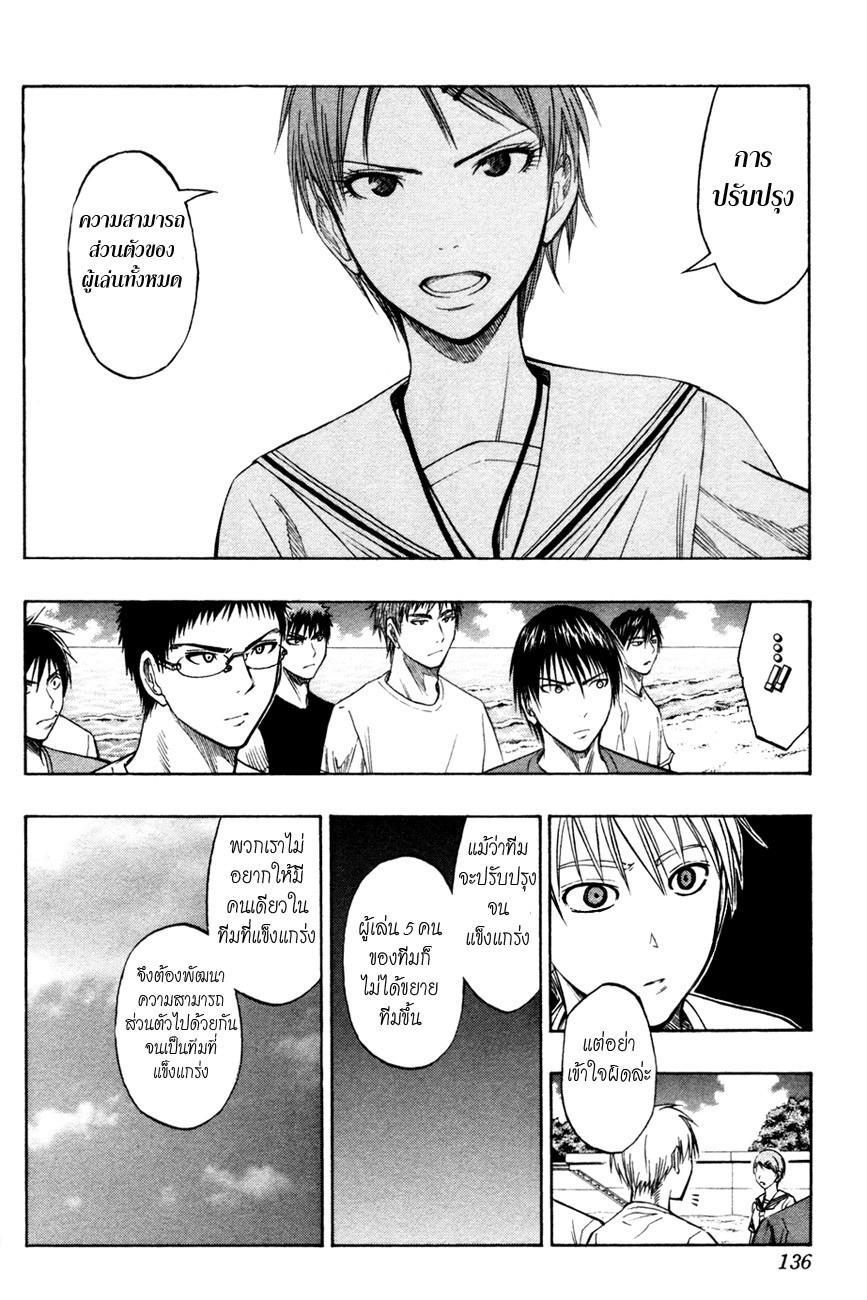 การ
ปรับปรุง
ความสามารถ
ส่วนตัวของ
ผู้เล่นทั้งหมด
...!!
แต่อย่า
เข้าใจผิดล่ะ
แม้ว่าทีม
จะปรับปรุง
จน
แข็งแกร่ง
ผู้เล่น 5 คน
ของทีมก็
ไม่ได้ขยาย
ทีมขึ้น
พวกเราไม่
อยากให้มี
คนเดียวใน
ทีมที่แข็งแกร่ง
จึงต้องพัฒนา
ความสามารถ
ส่วนตัวไปด้วยกัน
จนเป็นทีมที่
แข็งแกร่ง
136